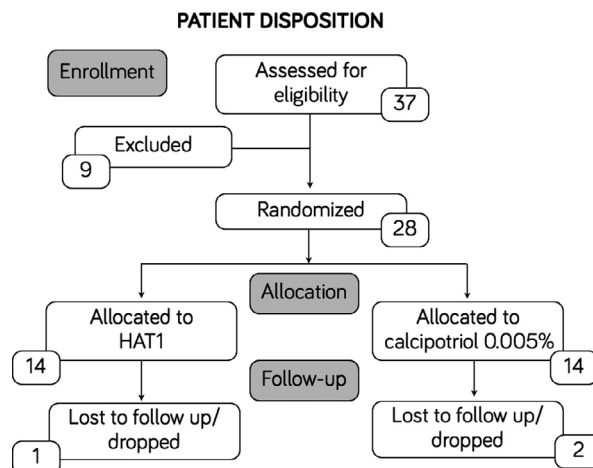 PATIENT DISPOSITION
Enrollment
Assessed for
eligibility
37
Excluded
9
Randomized
28
Allocation
Allocated to
HAT1
14
Allocated to
calcipotriol 0.005%
14
Follow-up
Lost to follow up/
dropped
1
Lost to follow up/
dropped
2